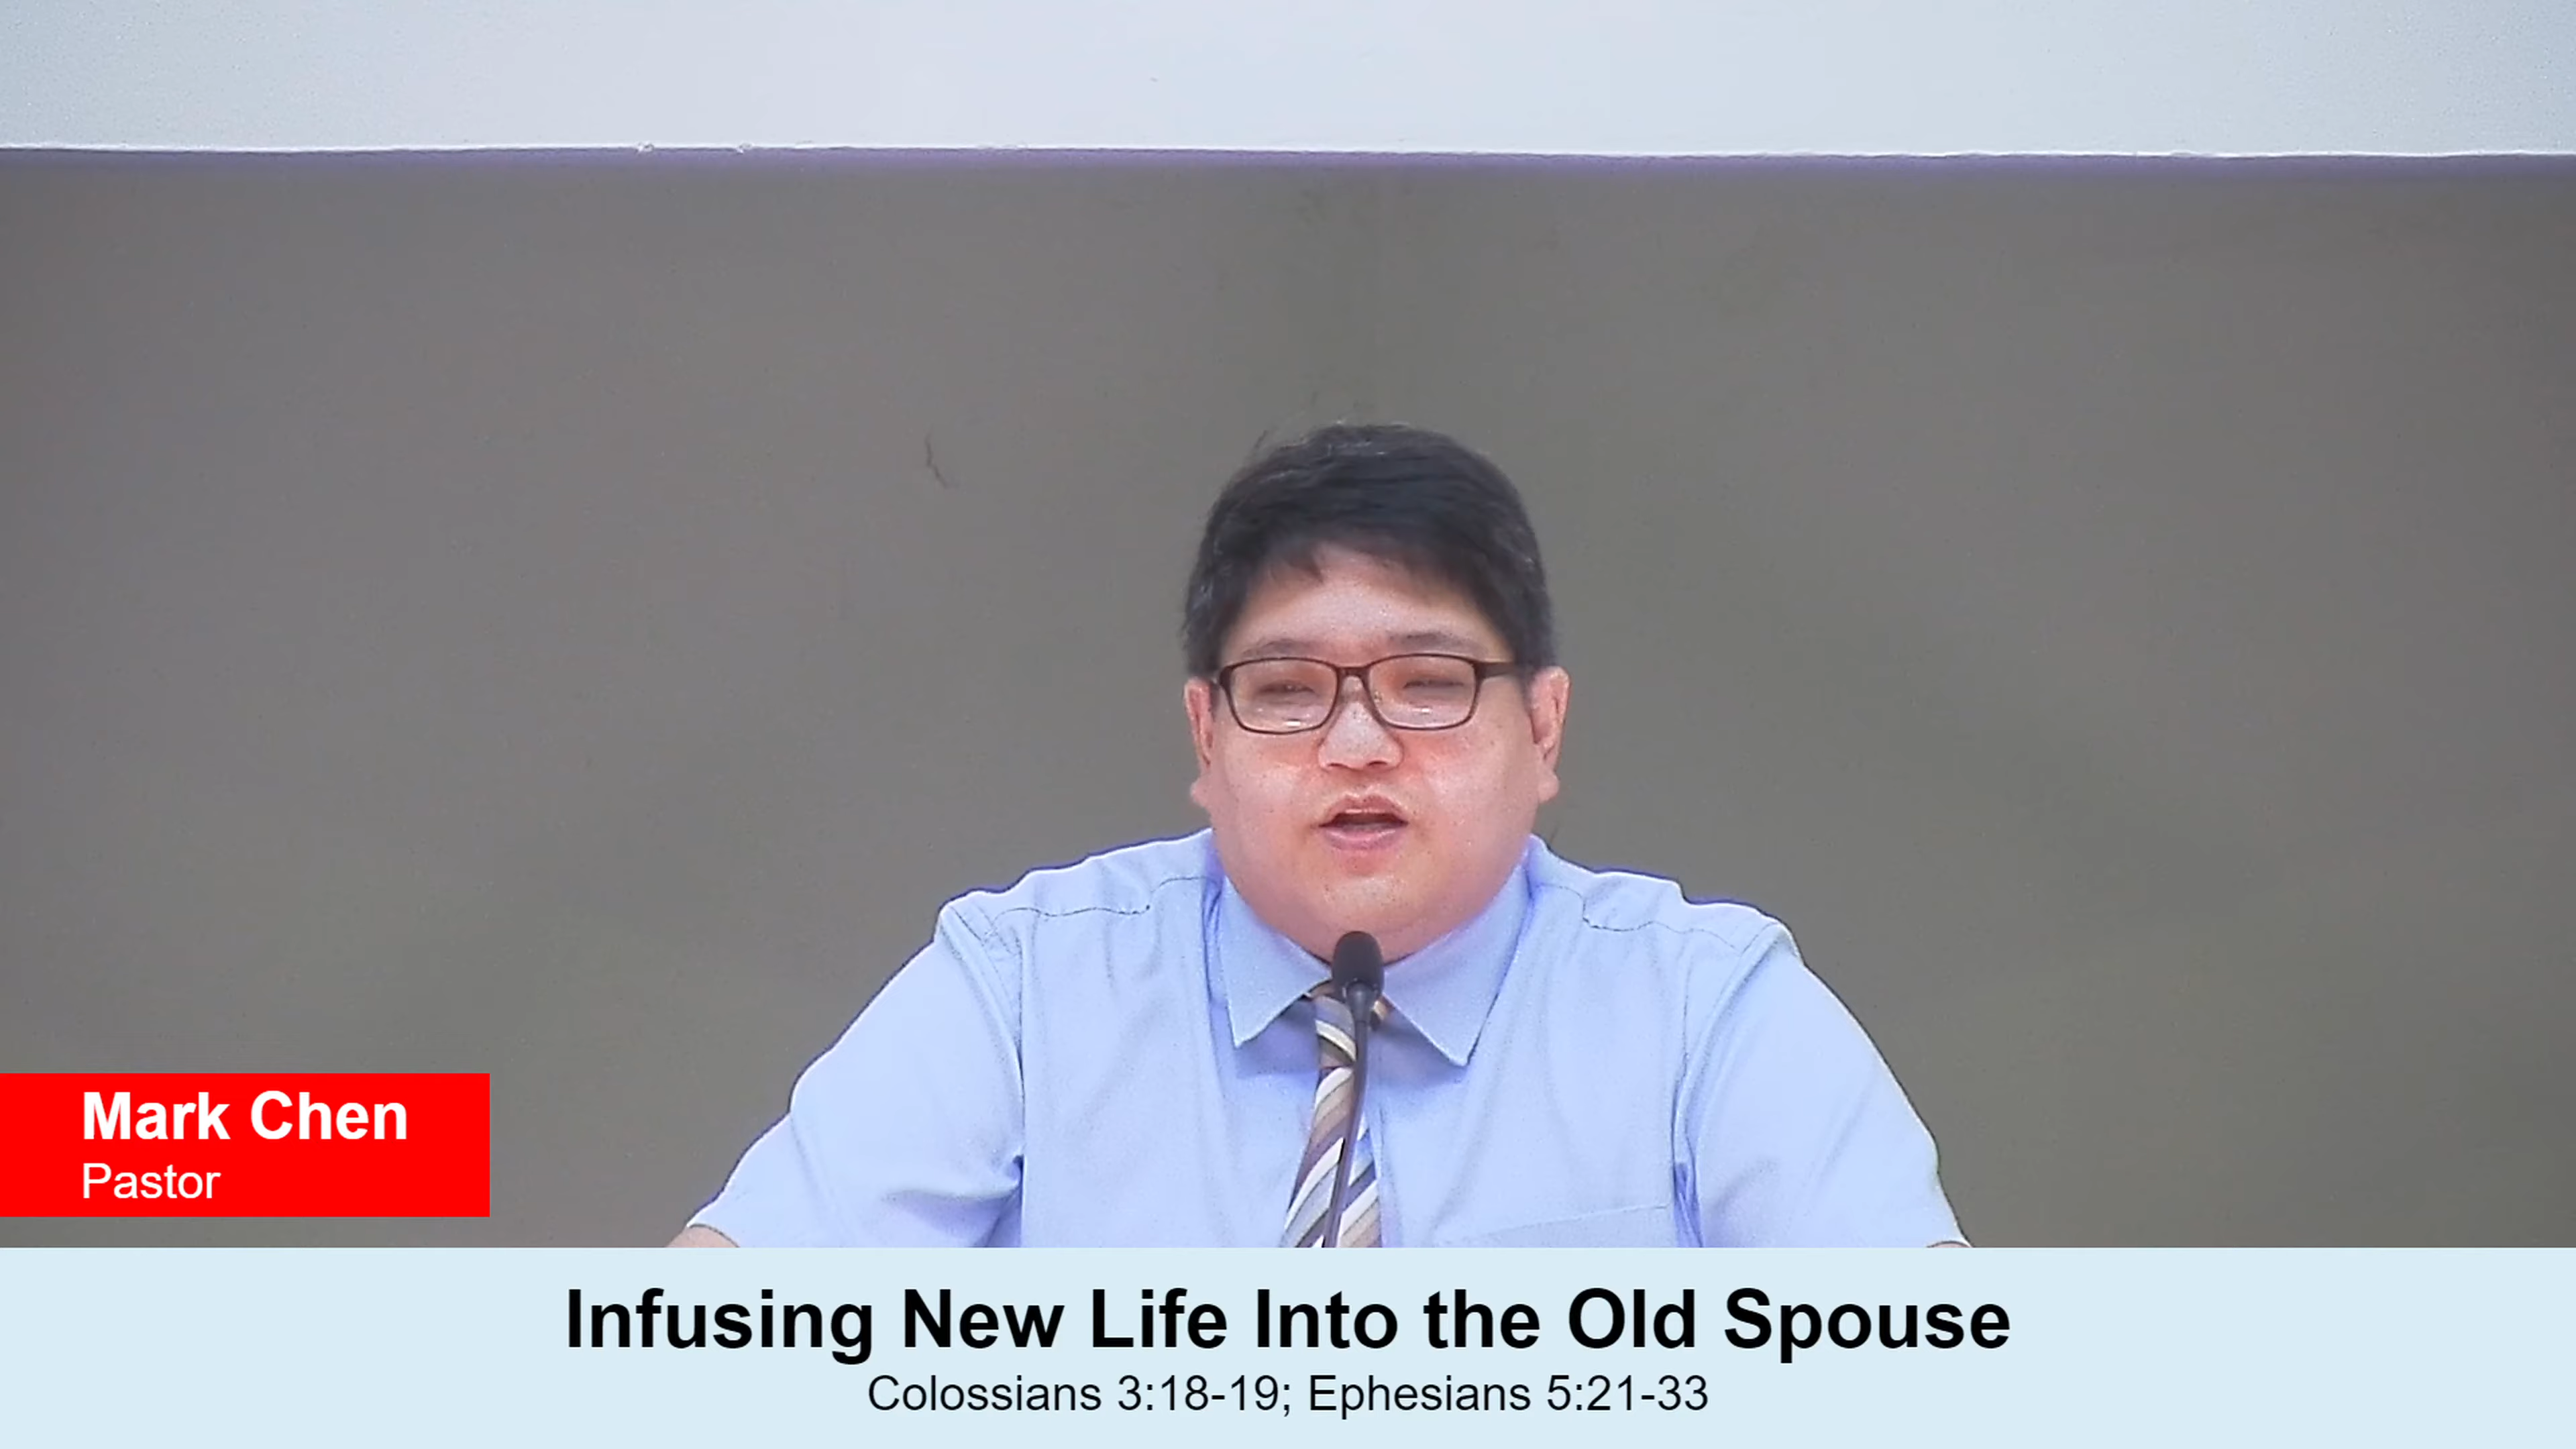 Mark Chen
Pastor
Infusing New Life Into the Old Spouse
Colossians 3:18-19; Ephesians 5:21-33